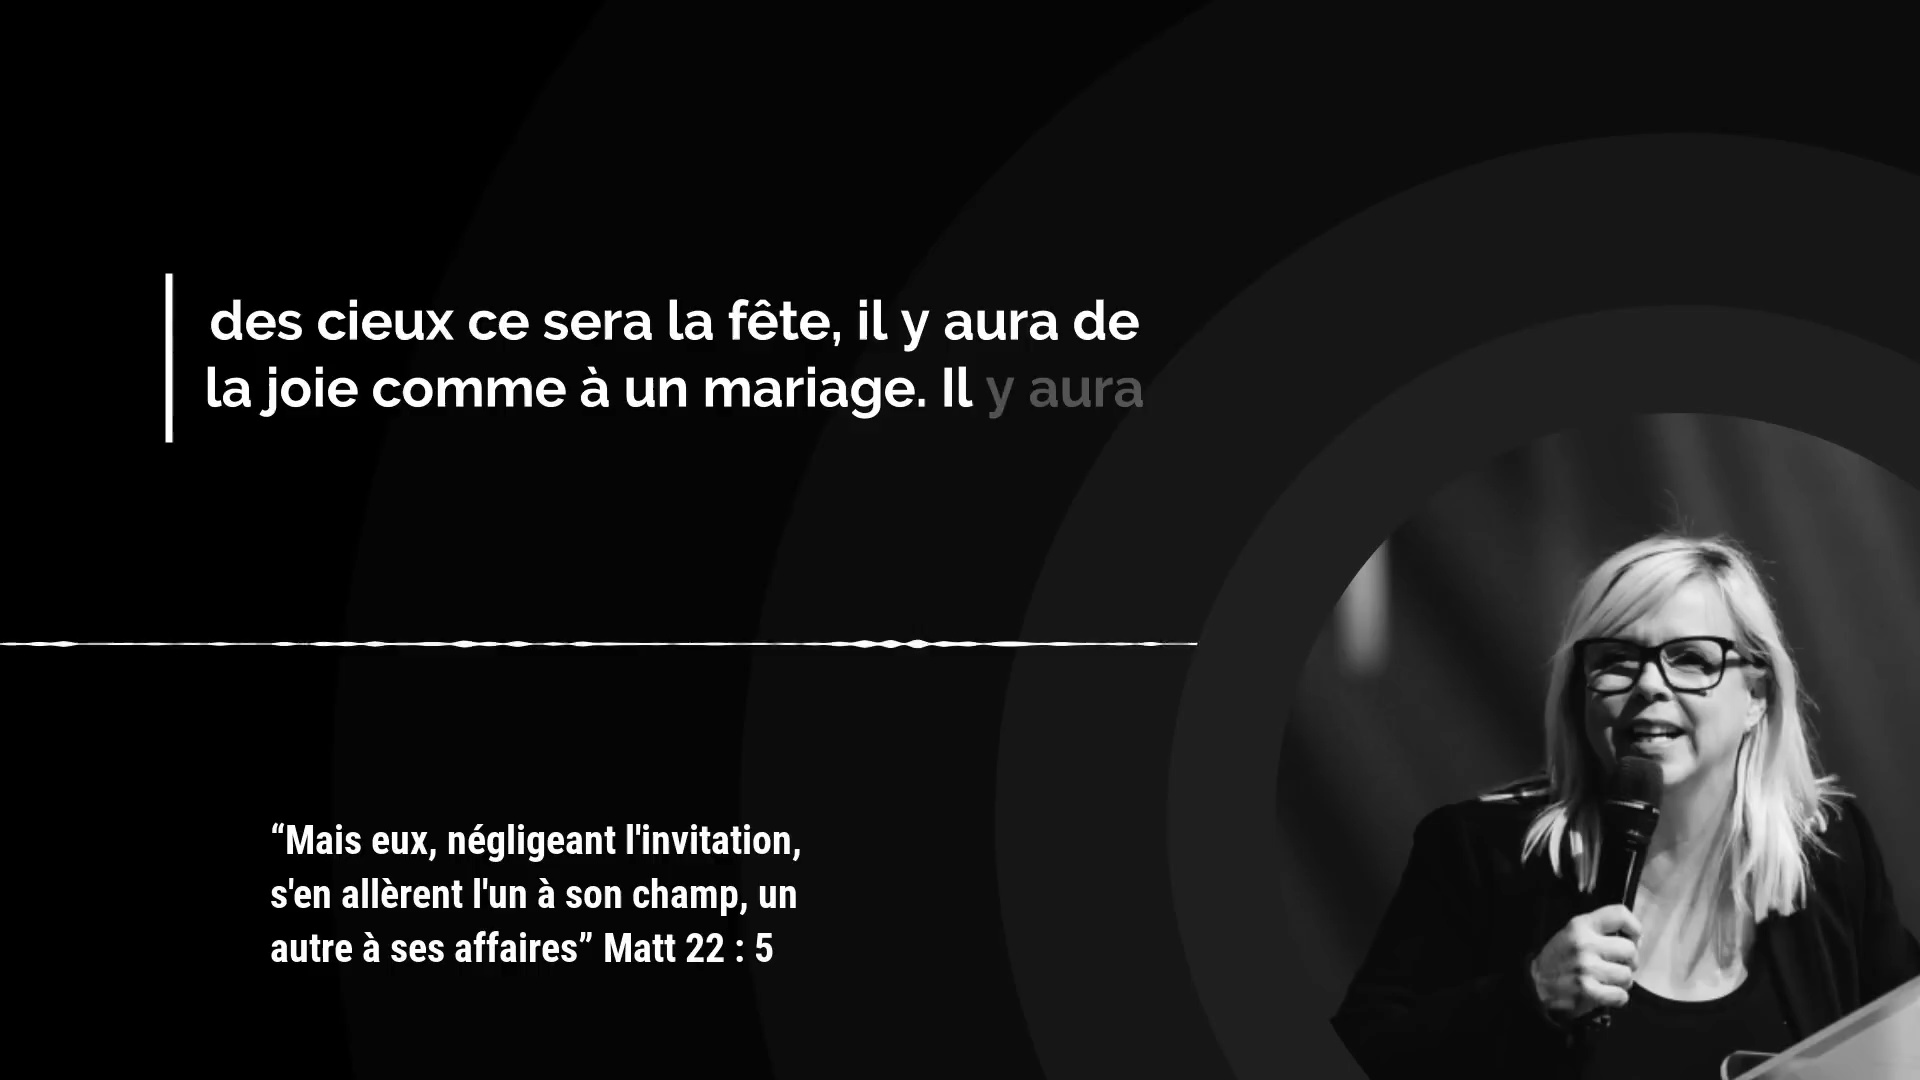 des cieux ce sera la fête, il y aura de
la joie comme à un mariage. Il y aura
“Mais eux, négligeant l'invitation,
s'en allèrent l'un à son champ, un
autre à ses affaires” Matt 22 : 5